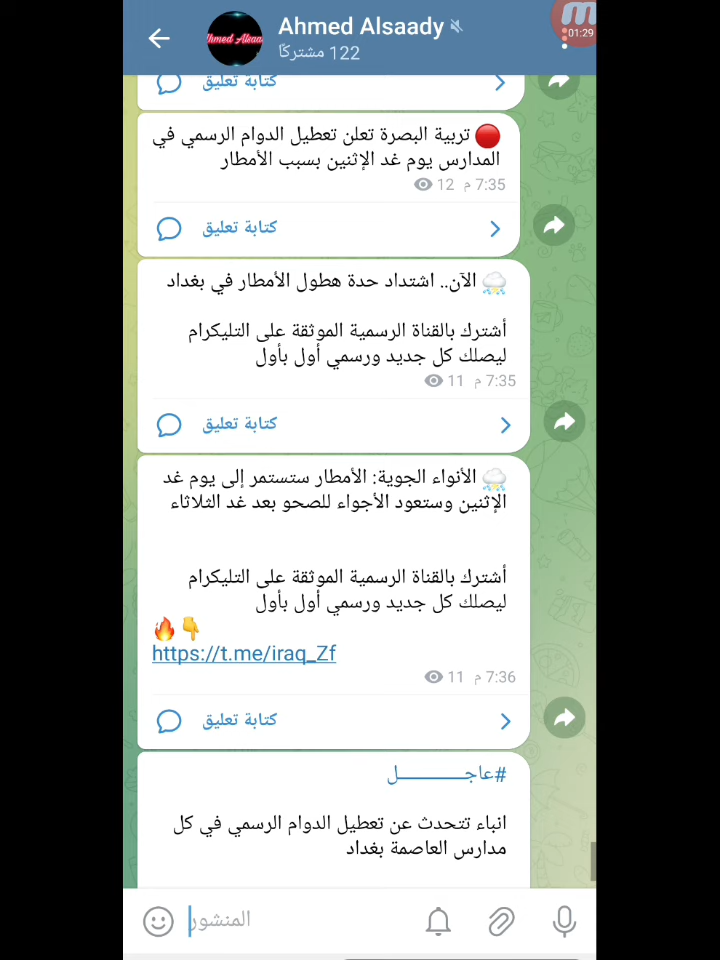 Ahmed Alsaady
122 مشتركًا
01:29
كتابة تعليق
🔴 تربية البصرة تعلن تعطيل الدوام الرسمي في
المدارس يوم غد الإثنين بسبب الأمطار
12 7:35 م
كتابة تعليق
⛈ الآن.. اشتداد حدة هطول الأمطار في بغداد
أشترك بالقناة الرسمية الموثقة على التليكرام
ليصلك كل جديد ورسمي أول بأول
11 7:35 م
كتابة تعليق
⛈ الأنواء الجوية: الأمطار ستستمر إلى يوم غد
الإثنين وستعود الأجواء للصحو بعد غد الثلاثاء
أشترك بالقناة الرسمية الموثقة على التليكرام
ليصلك كل جديد ورسمي أول بأول
👇🔥
https://t.me/iraq_Zf
11 7:36 م
كتابة تعليق
#عاجــــــــــل
انباء تتحدث عن تعطيل الدوام الرسمي في كل
مدارس العاصمة بغداد
المنشور